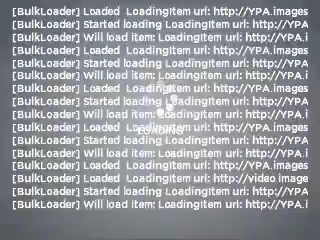 [BulkLoader] Loaded  LoadingItem url: http://YPA.images
[BulkLoader] Started loading LoadingItem url: http://YPA
[BulkLoader] Will load item: LoadingItem url: http://YPA.i
[BulkLoader] Loaded  LoadingItem url: http://YPA.images
[BulkLoader] Started loading LoadingItem url: http://YPA
[BulkLoader] Will load item: LoadingItem url: http://YPA.i
[BulkLoader] Loaded  LoadingItem url: http://YPA.images
[BulkLoader] Started loading LoadingItem url: http://YPA
[BulkLoader] Will load item: LoadingItem url: http://YPA.i
[BulkLoader] Loaded  LoadingItem url: http://YPA.images
LOADING
[BulkLoader] Started loading LoadingItem url: http://YPA
[BulkLoader] Will load item: LoadingItem url: http://YPA.i
[BulkLoader] Loaded  LoadingItem url: http://YPA.images
[BulkLoader] Loaded  LoadingItem url: http://video.image
[BulkLoader] Started loading LoadingItem url: http://YPA
[BulkLoader] Will load item: LoadingItem url: http://YPA.i